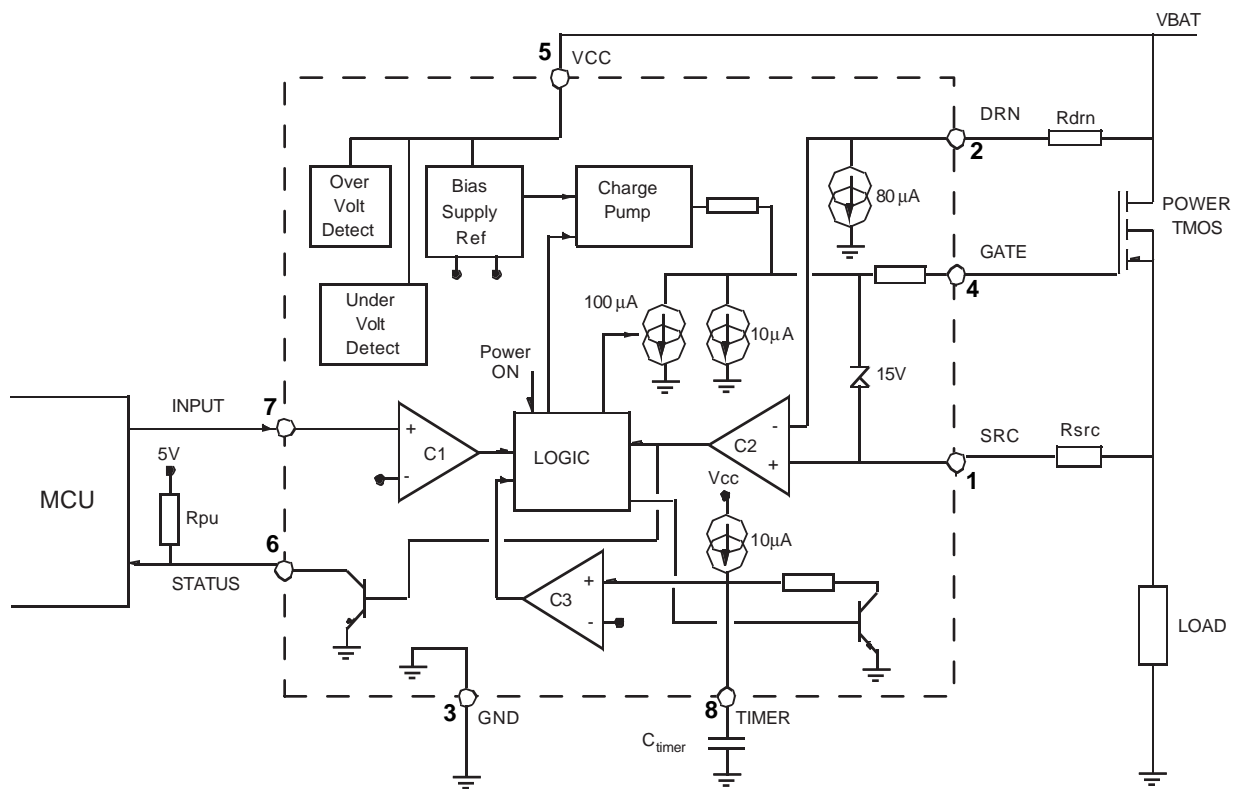 VBAT
5
VCC
DRN
Rdrn
2
Over
Volt
Detect
Bias
Supply
Ref
Charge
Pump
80 µA
POWER
TMOS
GATE
4
Under
Volt
Detect
100 µA
10µA
Power
ON
15V
INPUT
7
+
-
C1
LOGIC
C2
-
+
SRC
Rsrc
1
5V
MCU
Rpu
Vcc
10µA
6
STATUS
C3
+
-
LOAD
3
GND
8
TIMER
Ctimer